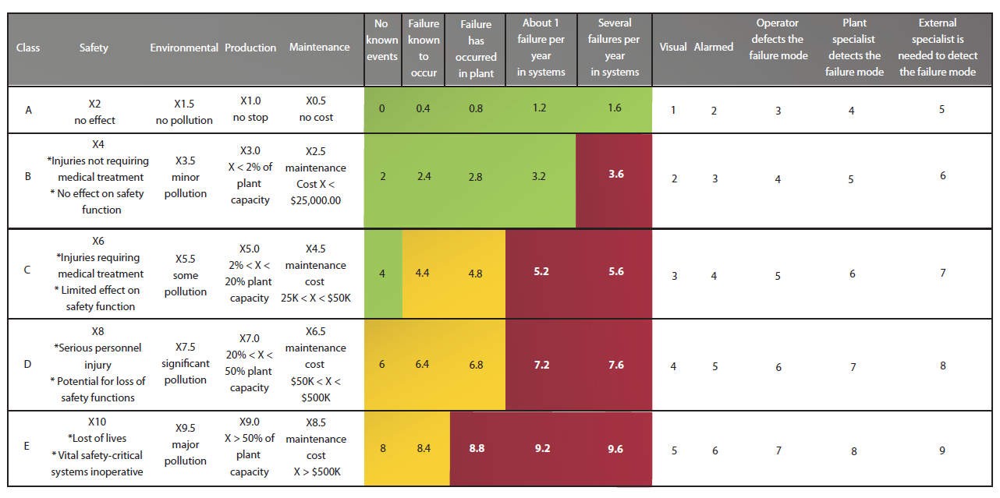 Class
Safety
Environmental
Production
Maintenance
No
known
events
Failure
known
to
occur
Failure
has
occurred
in plant
About 1
failure per
year
in systems
Several
failures per
year
in systems
Visual
Alarmed
Operator
defects the
failure mode
Plant
specialist
detects the
failure mode
External
specialist is
needed to detect
the failure mode
A
X2
no effect
X1.5
no pollution
X1.0
no stop
X0.5
no cost
0
0.4
0.8
1.2
1.6
1
2
3
4
5
B
X4
*Injuries not requiring
medical treatment
* No effect on safety
function
X3.5
minor
pollution
X3.0
X < 2% of
plant
capacity
X2.5
maintenance
Cost X <
$25,000.00
2
2.4
2.8
3.2
3.6
2
3
4
5
6
C
X6
*Injuries requiring
medical treatment
* Limited effect on
safety function
X5.5
some
pollution
X5.0
2% < X <
20% plant
capacity
X4.5
maintenance
cost
25K < X < $50K
4
4.4
4.8
5.2
5.6
3
4
5
6
7
D
X8
*Serious personnel
injury
* Potential for loss of
safety functions
X7.5
significant
pollution
X7.0
20% < X <
50% plant
capacity
X6.5
maintenance
cost
$50K < X <
$500K
6
6.4
6.8
7.2
7.6
4
5
6
7
8
E
X10
*Lost of lives
* Vital safety-critical
systems inoperative
X9.5
major
pollution
X9.0
X > 50% of
plant
capacity
X8.5
maintenance
cost
X > $500K
8
8.4
8.8
9.2
9.6
5
6
7
8
9